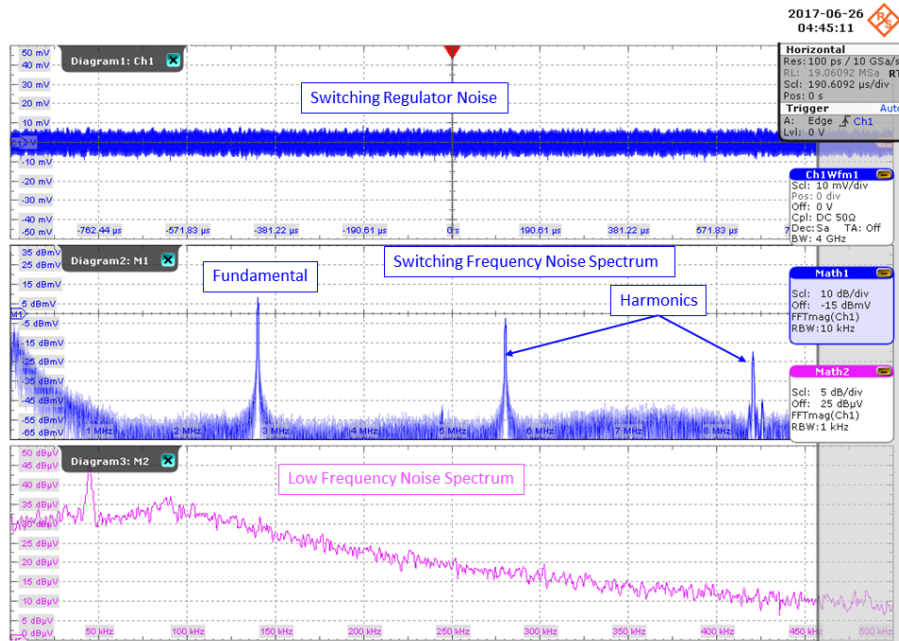 2017-06-26
04:45:11
R&S
Horizontal
Res: 100 ps / 10 GSa/s
RL: 19.06092 MSa RT
Scl: 190.6092 µs/div
Pos: 0 s
Trigger Auto
A: Edge Ch1
Lvl: 0 V
50 mV
Diagram1: Ch1
40 mV
30 mV
20 mV
10 mV
-10 mV
-20 mV
-30 mV
-40 mV
-50 mV
Switching Regulator Noise
-762.44 µs -571.83 µs -381.22 µs -190.61 µs 0 s 190.61 µs 381.22 µs 571.83 µs
Ch1Wfm1
Scl: 10 mV/div
Pos: 0 div
Off: 0 V
Cpl: DC 50Ω
Dec: Sa TA: Off
BW: 4 GHz
35 dBmV
Diagram2: M1
25 dBmV
15 dBmV
5 dBmV
M1
-5 dBmV
-15 dBmV
-25 dBmV
-35 dBmV
-45 dBmV
-55 dBmV
-65 dBmV
Fundamental
Switching Frequency Noise Spectrum
Harmonics
1 MHz 2 MHz 3 MHz 4 MHz 5 MHz 6 MHz 7 MHz 8 MHz
Math1
Scl: 10 dB/div
Off: -15 dBmV
FFTmag(Ch1)
RBW: 10 kHz
Math2
Scl: 5 dB/div
Off: 25 dBµV
FFTmag(Ch1)
RBW: 1 kHz
50 dBµV
Diagram3: M2
45 dBµV
40 dBµV
35 dBµV
30 dBµV
25 dBµV
20 dBµV
15 dBµV
10 dBµV
5 dBµV
0 dBµV
Low Frequency Noise Spectrum
50 kHz 100 kHz 150 kHz 200 kHz 250 kHz 300 kHz 350 kHz 400 kHz 450 kHz 500 kHz